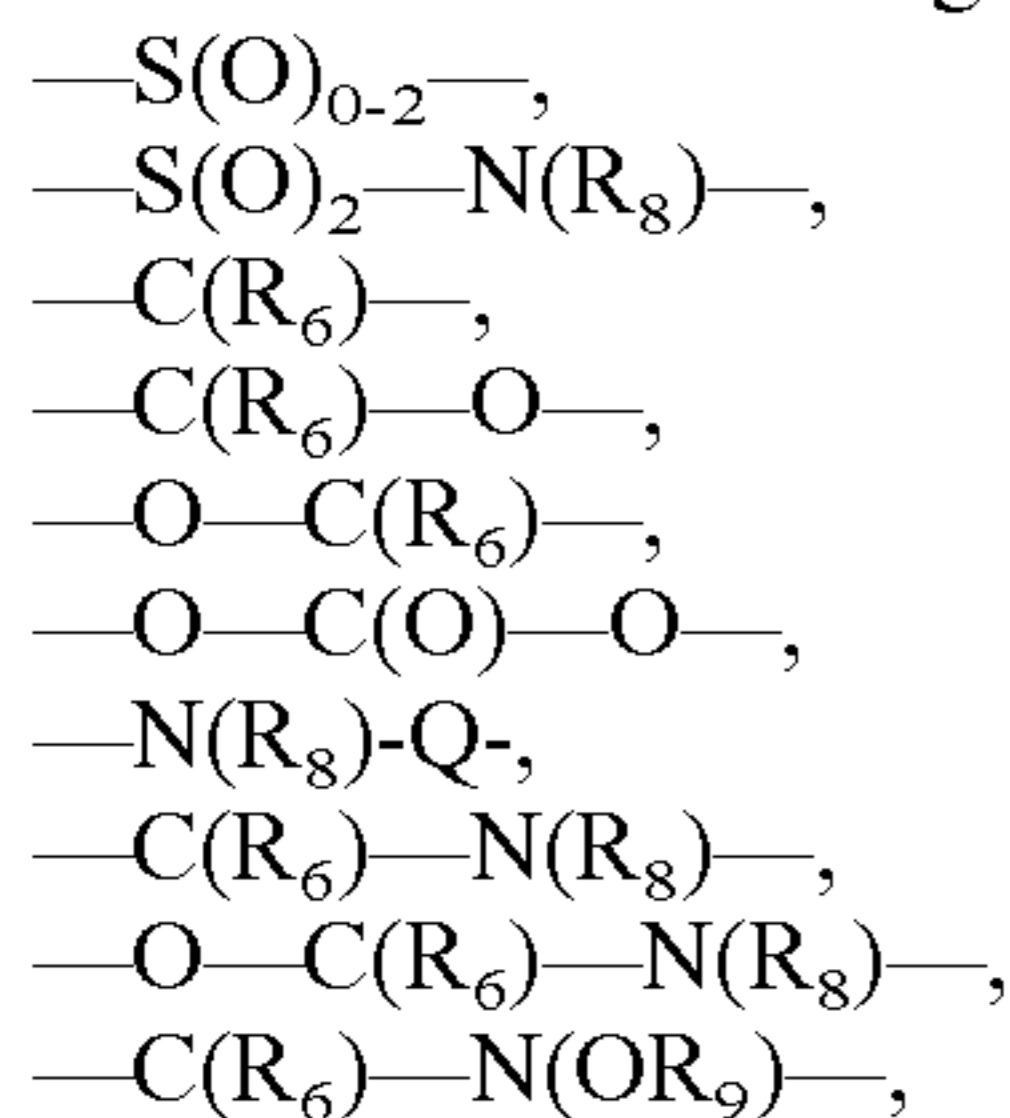 —S(O)₀₋₂—,
—S(O)₂—N(R₈)—,
—C(R₆)—,
—C(R₆)—O—,
—O—C(R₆)—,
—O—C(O)—O—,
—N(R₈)-Q-,
—C(R₆)—N(R₈)—,
—O—C(R₆)—N(R₈)—,
—C(R₆)—N(OR₉)—,